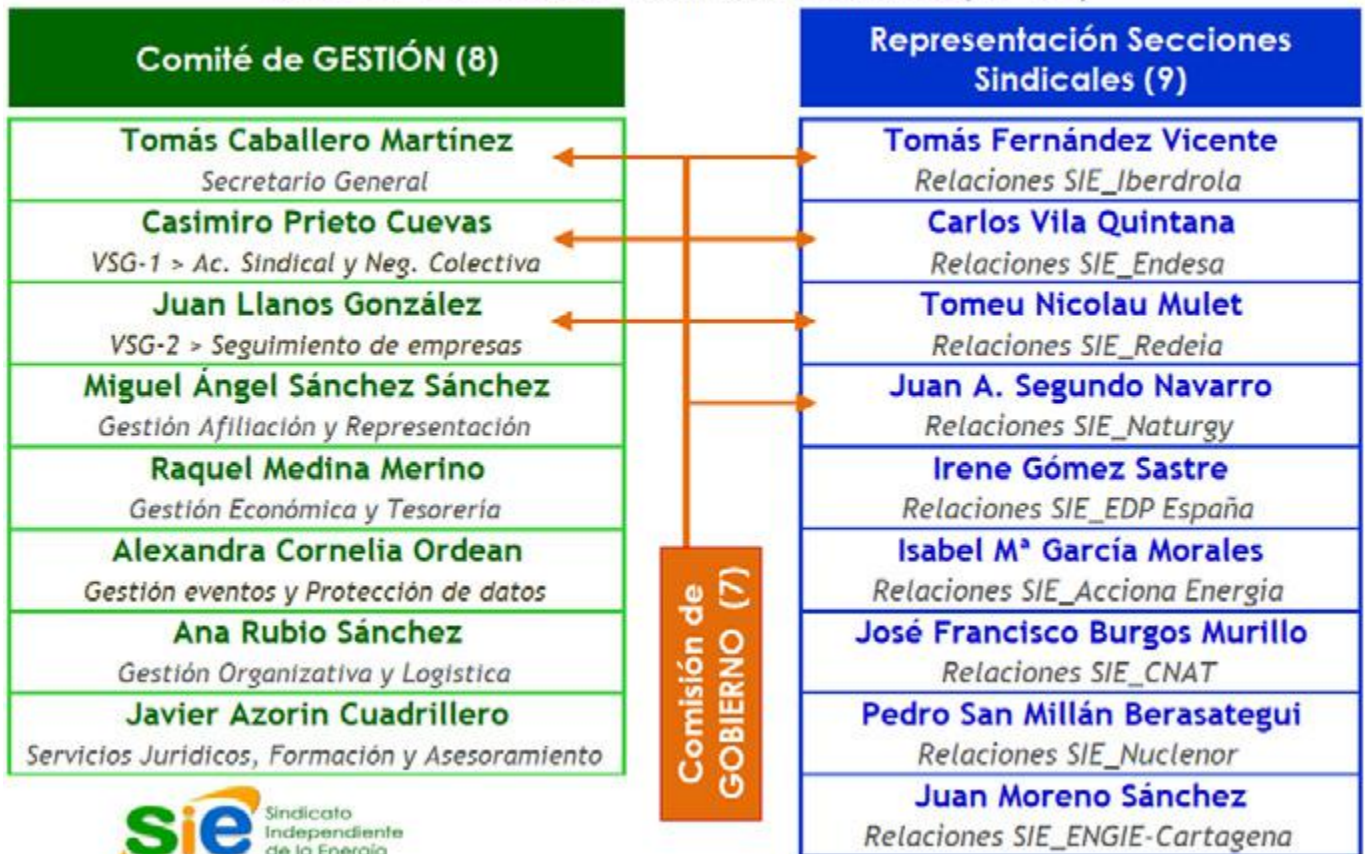 Comité de GESTIÓN (8)
Tomás Caballero Martínez
Secretario General
Casimiro Prieto Cuevas
VSG-1 > Ac. Sindical y Neg. Colectiva
Juan Llanos González
VSG-2 > Seguimiento de empresas
Miguel Ángel Sánchez Sánchez
Gestión Afiliación y Representación
Raquel Medina Merino
Gestión Económica y Tesorería
Alexandra Cornelia Ordean
Gestión eventos y Protección de datos
Ana Rubio Sánchez
Gestión Organizativa y Logistica
Javier Azorin Cuadrillero
Servicios Jurídicos, Formación y Asesoramiento
sie
Sindicato
Independiente
de la Energía
Comisión de
GOBIERNO (7)
Representación Secciones
Sindicales (9)
Tomás Fernández Vicente
Relaciones SIE_Iberdrola
Carlos Vila Quintana
Relaciones SIE_Endesa
Tomeu Nicolau Mulet
Relaciones SIE_Redeia
Juan A. Segundo Navarro
Relaciones SIE_Naturgy
Irene Gómez Sastre
Relaciones SIE_EDP España
Isabel Mª García Morales
Relaciones SIE_Acciona Energía
José Francisco Burgos Murillo
Relaciones SIE_CNAT
Pedro San Millán Berasategui
Relaciones SIE_Nuclenor
Juan Moreno Sánchez
Relaciones SIE_ENGIE-Cartagena